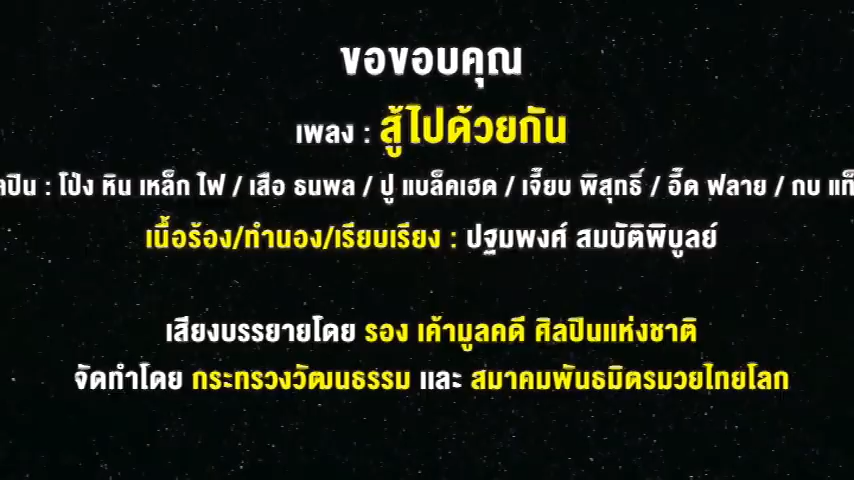 ขอขอบคุณ
เพลง : สู้ไปด้วยกัน
: โป่ง หิน เหล็ก ไฟ / เสือ ธนพล / ปู แบล็คเฮด / เจี๊ยบ พิสุทธิ์ / อี๊ด ฟลาย / กบ
เนื้อร้อง/ทำนอง/เรียบเรียง : ปฐมพงศ์ สมบัติพิบูลย์
เสียงบรรยายโดย รอง เค้ามูลคดี ศิลปินแห่งชาติ
จัดทำโดย กระทรวงวัฒนธรรม และ สมาคมพันธมิตรมวยไทยโลก